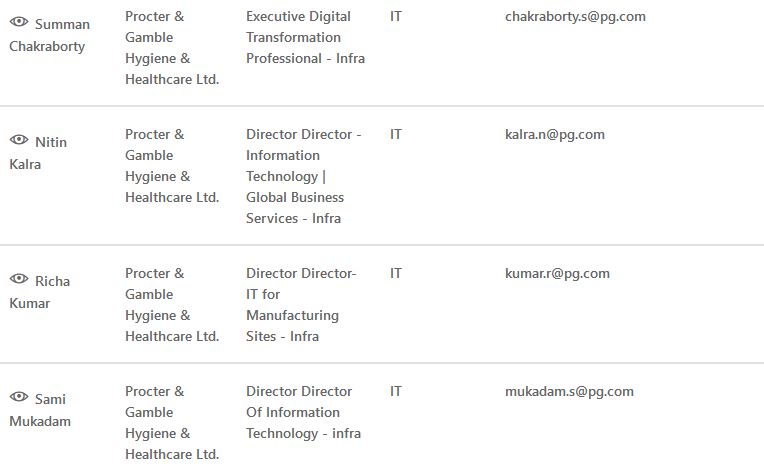 Summan Chakraborty
Procter & Gamble Hygiene & Healthcare Ltd.
Executive Digital Transformation Professional - Infra
IT
chakraborty.s@pg.com
Nitin Kalra
Procter & Gamble Hygiene & Healthcare Ltd.
Director Director - Information Technology | Global Business Services - Infra
IT
kalra.n@pg.com
Richa Kumar
Procter & Gamble Hygiene & Healthcare Ltd.
Director Director- IT for Manufacturing Sites - Infra
IT
kumar.r@pg.com
Sami Mukadam
Procter & Gamble Hygiene & Healthcare Ltd.
Director Director Of Information Technology - infra
IT
mukadam.s@pg.com